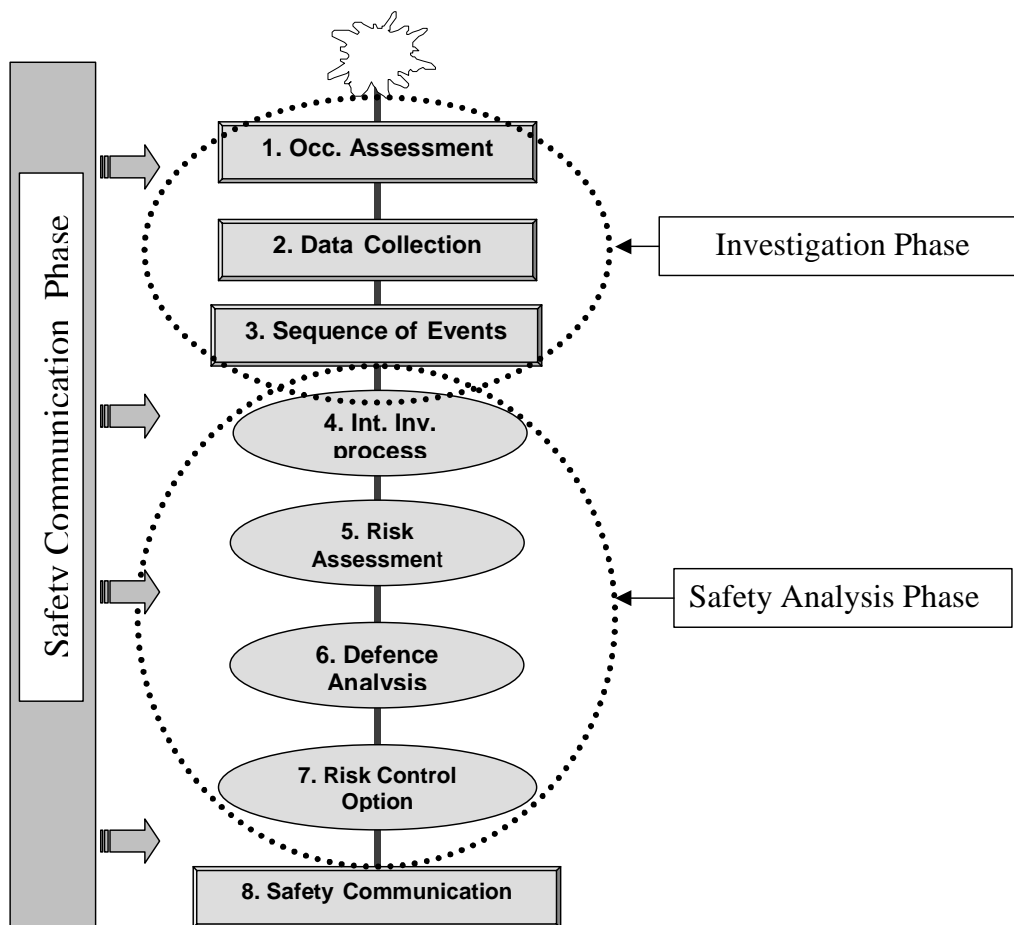 Safety Communication Phase
1. Occ. Assessment
2. Data Collection
Investigation Phase
3. Sequence of Events
4. Int. Inv.
process
5. Risk
Assessment
Safety Analysis Phase
6. Defence
Analysis
7. Risk Control
Option
8. Safety Communication